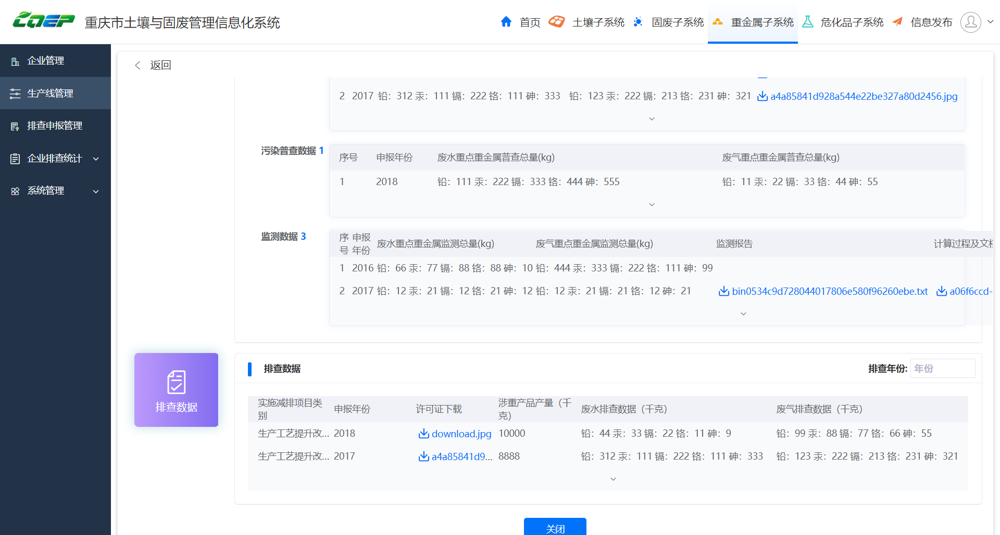 CQEP 重庆市土壤与固废管理信息化系统 首页 土壤子系统 固废子系统 重金属子系统 危化品子系统 信息发布
企业管理
生产线管理
排查申报管理
企业排查统计
系统管理
返回
2 2017 铅：312 汞：111 镉：222 铬：111 砷：333 铅：123 汞：222 镉：213 铬：231 砷：321 a4a85841d928a544e22be327a80d2456.jpg
污染普查数据 1
序号 申报年份 废水重点重金属普查总量(kg) 废气重点重金属普查总量(kg)
1 2018 铅：111 汞：222 镉：333 铬：444 砷：555 铅：11 汞：22 镉：33 铬：44 砷：55
监测数据 3
序号 申报年份 废水重点重金属监测总量(kg) 废气重点重金属监测总量(kg) 监测报告 计算过程及文档
1 2016 铅：66 汞：77 镉：88 铬：88 砷：10 铅：444 汞：333 镉：222 铬：111 砷：99
2 2017 铅：12 汞：21 镉：12 铬：21 砷：12 铅：12 汞：21 镉：21 铬：12 砷：21 bin0534c9d728044017806e580f96260ebe.txt a06f6ccd-
排查数据
排查数据 排查年份: 年份
实施减排项目类别 申报年份 许可证下载 涉重产品产量（千克） 废水排查数据（千克） 废气排查数据（千克）
生产工艺提升改... 2018 download.jpg 10000 铅：44 汞：33 镉：22 铬：11 砷：9 铅：99 汞：88 镉：77 铬：66 砷：55
生产工艺提升改... 2017 a4a85841d9... 8888 铅：312 汞：111 镉：222 铬：111 砷：333 铅：123 汞：222 镉：213 铬：231 砷：321
关闭